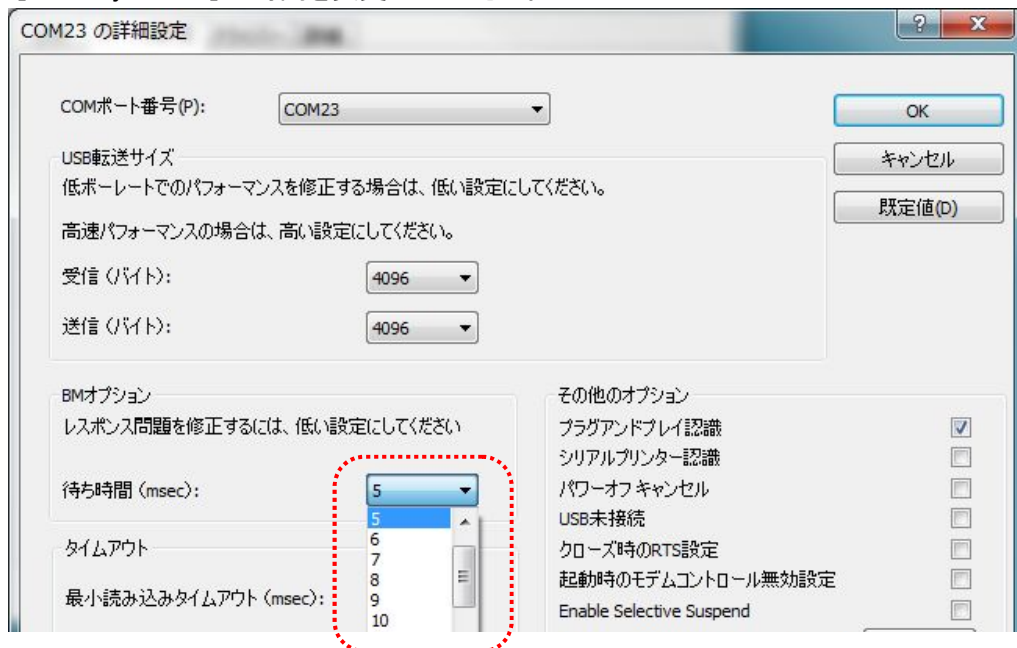 COM23 の詳細設定
COMポート番号(P):
COM23
OK
キャンセル
既定値(D)
USB転送サイズ
低ボーレートでのパフォーマンスを修正する場合は、低い設定にしてください。
高速パフォーマンスの場合は、高い設定にしてください。
受信 (バイト):
4096
送信 (バイト):
4096
BMオプション
レスポンス問題を修正するには、低い設定にしてください
待ち時間 (msec):
5
5
6
7
8
9
10
タイムアウト
最小読み込みタイムアウト (msec):
その他のオプション
プラグアンドプレイ認識
シリアルプリンター認識
パワーオフ キャンセル
USB未接続
クローズ時のRTS設定
起動時のモデムコントロール無効設定
Enable Selective Suspend